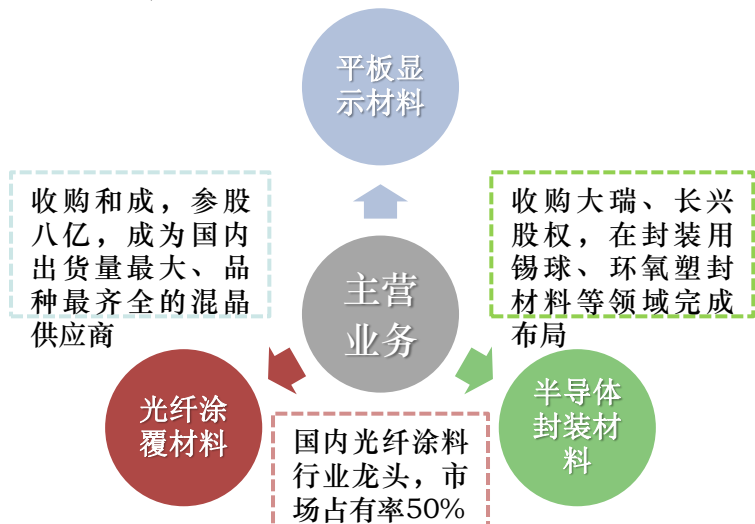 平板显
示材料
收购和成，参股
八亿，成为国内
出货量最大、品
种最齐全的混晶
供应商
收购大瑞、长兴
股权，在封装用
锡球、环氧塑封
材料等领域完成
布局
主营
业务
光纤涂
覆材料
国内光纤涂料
行业龙头，市
场占有率50%
半导体
封装材
料